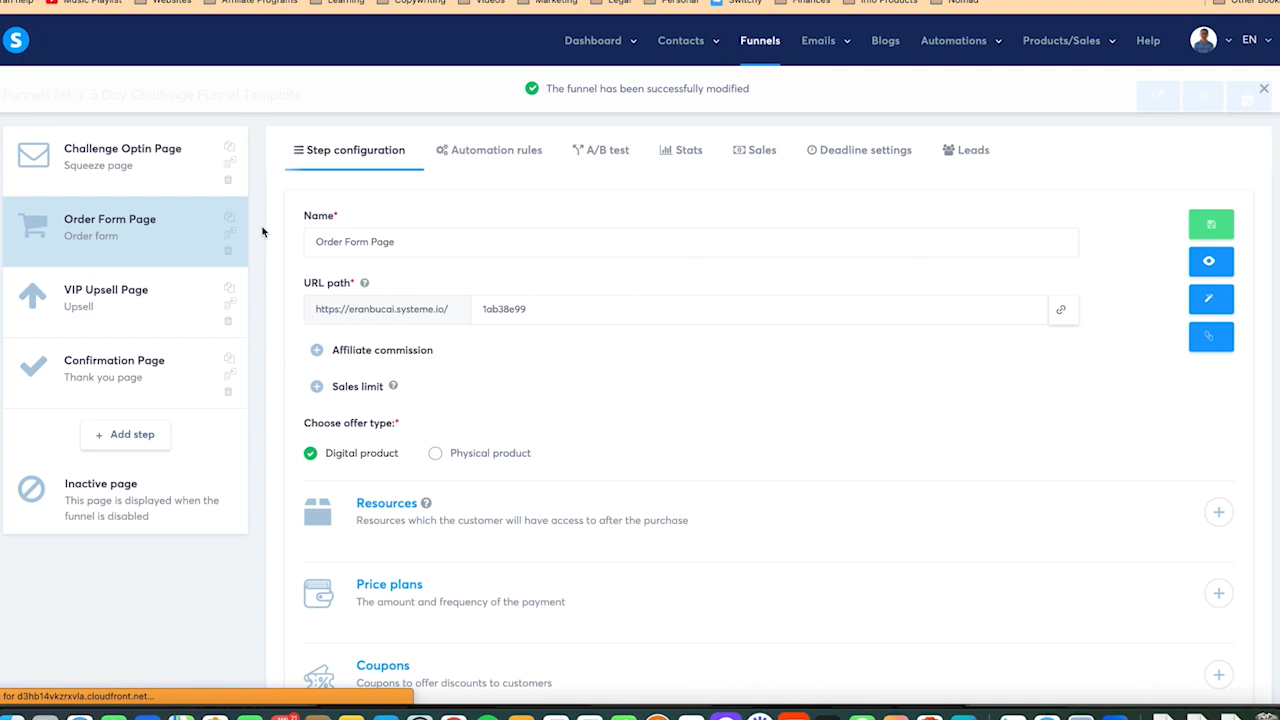 Music Playlist
Websites
Affiliate Programs
Learning
Copywriting
Videos
Marketing
Legal
Personal
Switchy
Finances
Info Products
Nomad
S
Dashboard
Contacts
Funnels
Emails
Blogs
Automations
Products/Sales
Help
EN
Funnels list > 5 Day Challenge Funnel Template
The funnel has been successfully modified
Challenge Optin Page
Squeeze page
Order Form Page
Order form
VIP Upsell Page
Upsell
Confirmation Page
Thank you page
+ Add step
Inactive page
This page is displayed when the
funnel is disabled
Step configuration
Automation rules
A/B test
Stats
Sales
Deadline settings
Leads
Name*
Order Form Page
URL path*
https://eranbucai.systeme.io/
1ab38e99
Affiliate commission
Sales limit
Choose offer type:*
Digital product
Physical product
Resources
Resources which the customer will have access to after the purchase
Price plans
The amount and frequency of the payment
Coupons
Coupons to offer discounts to customers
for d3hb14vkzrxvla.cloudfront.net...